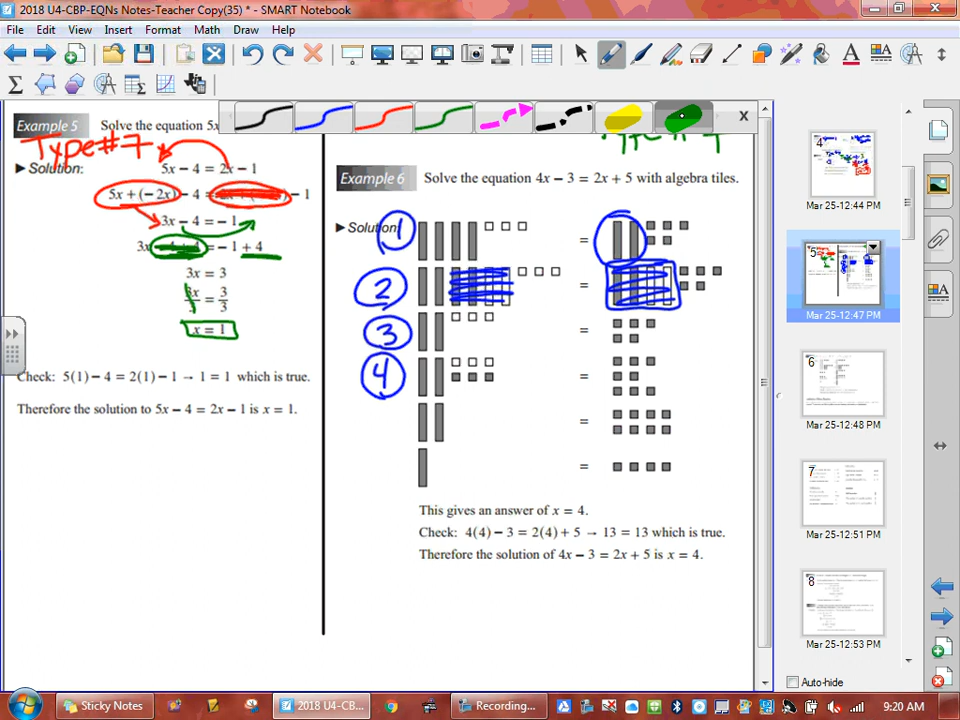 2018 U4-CBP-EQNs Notes-Teacher Copy(35) * - SMART Notebook
File Edit View Insert Format Math Draw Help
Example 5 Solve the equation 5x
Type#7
►Solution: 5x − 4 = 2x − 1
5x + (−2x) − 4 = − 1
3x − 4 = −1
3x = − 1 + 4
3x = 3
3x/3 = 3/3
x = 1
Check: 5(1) − 4 = 2(1) − 1 → 1 = 1 which is true.
Therefore the solution to 5x − 4 = 2x − 1 is x = 1.
X
Example 6 Solve the equation 4x − 3 = 2x + 5 with algebra tiles.
►Solution: ① =
② =
③ =
④ =
=
=
This gives an answer of x = 4.
Check: 4(4) − 3 = 2(4) + 5 → 13 = 13 which is true.
Therefore the solution of 4x − 3 = 2x + 5 is x = 4.
4
Mar 25-12:44 PM
5
Mar 25-12:47 PM
6
Mar 25-12:48 PM
7
Mar 25-12:51 PM
8
Mar 25-12:53 PM
Auto-hide
Sticky Notes
2018 U4-CB...
Recording...
9:20 AM